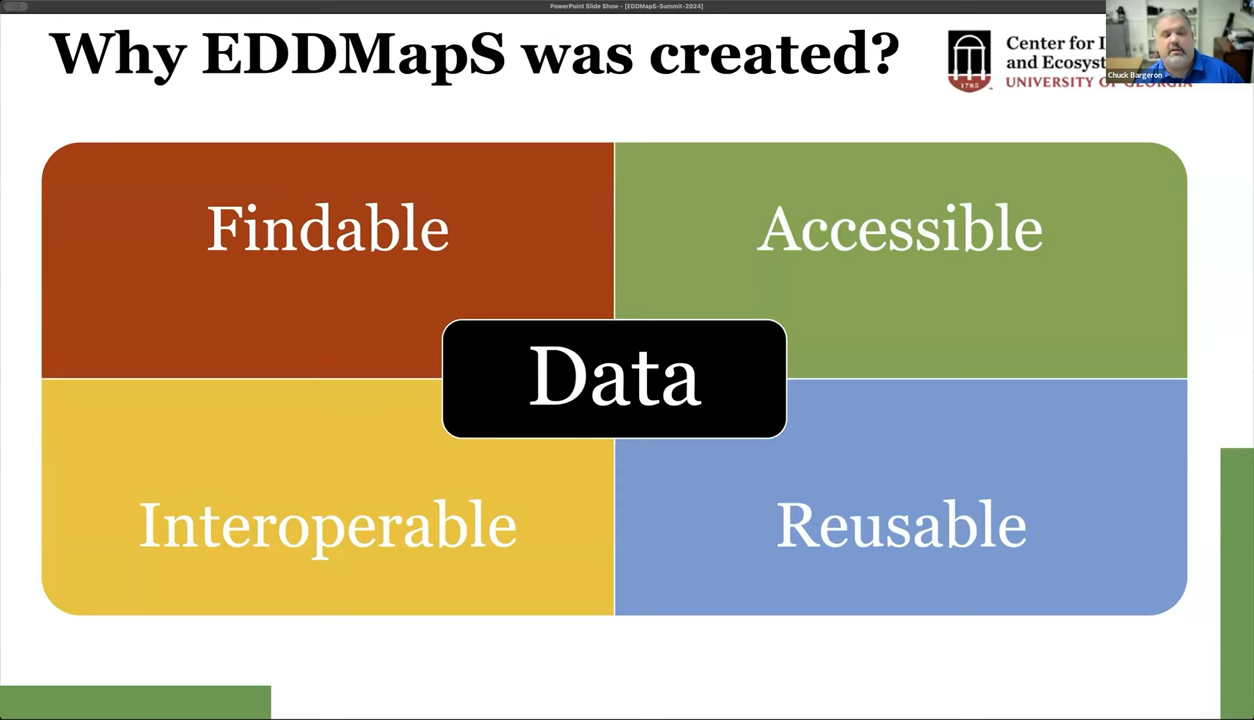 PowerPoint Slide Show - [EDDMapS-Summit-2024]
Why EDDMapS was created?
Center for
and Ecosyst
UNIVERSITY OF GEORGIA
1785
Chuck Bargeron
Findable
Accessible
Data
Interoperable
Reusable